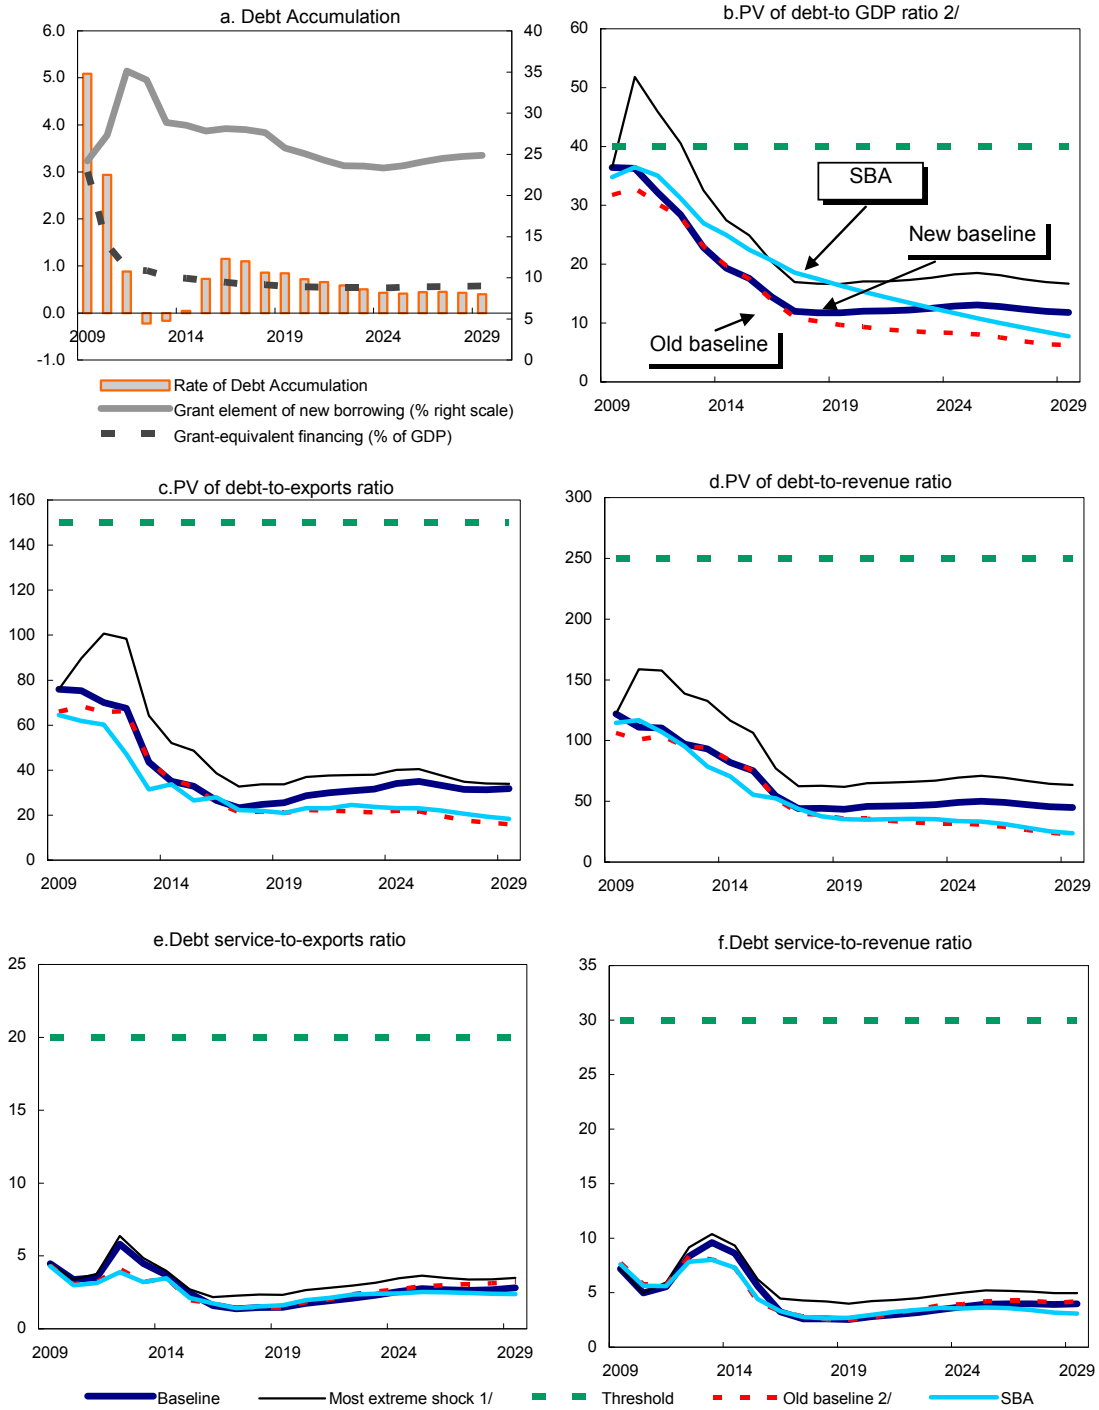 a. Debt Accumulation
6.0
5.0
4.0
3.0
2.0
1.0
0.0
-1.0
40
35
30
25
20
15
10
5
0
2009 2014 2019 2024 2029
Rate of Debt Accumulation
Grant element of new borrowing (% right scale)
Grant-equivalent financing (% of GDP)
b.PV of debt-to GDP ratio 2/
60
50
40
30
20
10
0
SBA
New baseline
Old baseline
2009 2014 2019 2024 2029
c.PV of debt-to-exports ratio
160
140
120
100
80
60
40
20
0
2009 2014 2019 2024 2029
d.PV of debt-to-revenue ratio
300
250
200
150
100
50
0
2009 2014 2019 2024 2029
e.Debt service-to-exports ratio
25
20
15
10
5
0
2009 2014 2019 2024 2029
f.Debt service-to-revenue ratio
35
30
25
20
15
10
5
0
2009 2014 2019 2024 2029
Baseline Most extreme shock 1/ Threshold Old baseline 2/ SBA